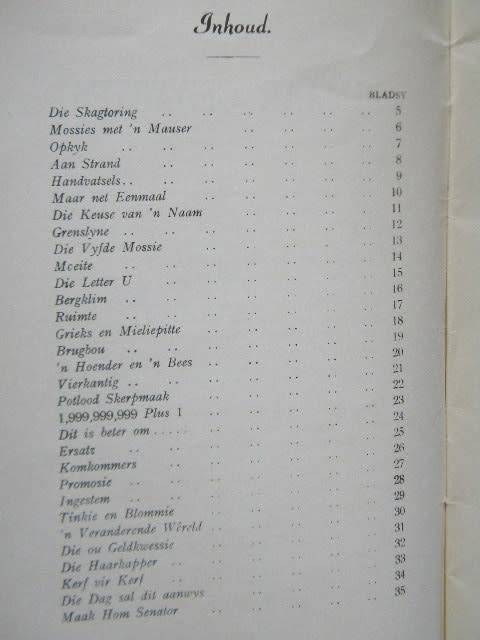 Inhoud.
BLADSY
Die Skagtoring .. .. .. .. .. .. 5
Mossies met 'n Mauser .. .. .. .. 6
Opkyk .. .. .. .. .. .. 7
Aan Strand .. .. .. .. .. .. 8
Handvatsels .. .. .. .. .. .. 9
Maar net Eenmaal .. .. .. .. .. 10
Die Keuse van 'n Naam .. .. .. .. 11
Grenslyne .. .. .. .. .. .. 12
Die Vyfde Mossie .. .. .. .. .. 13
Mceite .. .. .. .. .. .. 14
Die Letter U .. .. .. .. .. .. 15
Bergklim .. .. .. .. .. .. 16
Ruimte .. .. .. .. .. .. 17
Grieks en Mieliepitte .. .. .. .. .. 18
Brugbou .. .. .. .. .. .. 19
'n Hoender en 'n Bees .. .. .. .. .. 20
Vierkantig .. .. .. .. .. .. 21
Potlood Skerpmaak .. .. .. .. .. 22
1,999,999,999 Plus 1 .. .. .. .. .. 23
Dit is beter om ..... .. .. .. .. .. 24
Ersatz .. .. .. .. .. .. 25
Komkommers .. .. .. .. .. .. 26
Promosie .. .. .. .. .. .. 27
Ingestem .. .. .. .. .. .. 28
Tinkie en Blommie .. .. .. .. .. 29
'n Veranderende Wêreld .. .. .. .. .. 30
Die ou Geldkwessie .. .. .. .. .. 31
Die Haarkapper .. .. .. .. .. .. 32
Kerf vir Kerf .. .. .. .. .. .. 33
Die Dag sal dit aanwys .. .. .. .. .. 34
Maak Hom Senator .. .. .. .. .. 35